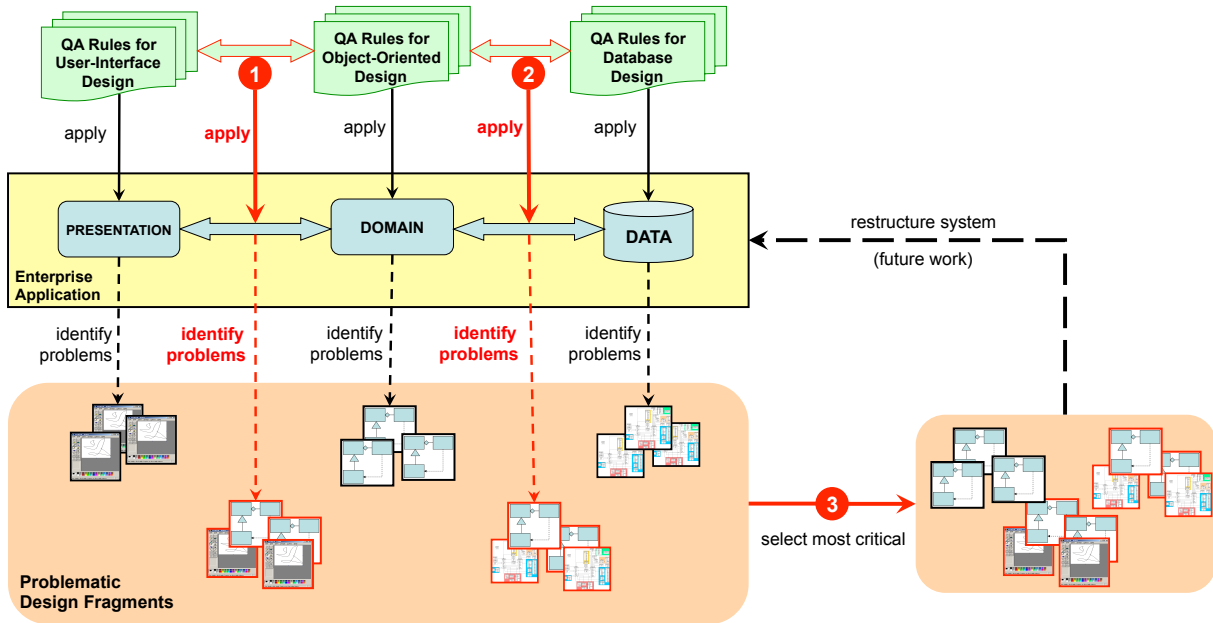 QA Rules for
User-Interface
Design
QA Rules for
Object-Oriented
Design
QA Rules for
Database
Design
1
2
apply
apply
apply
apply
apply
PRESENTATION
DOMAIN
DATA
Enterprise
Application
restructure system
(future work)
identify
problems
identify
problems
identify
problems
identify
problems
identify
problems
3
select most critical
Problematic
Design Fragments